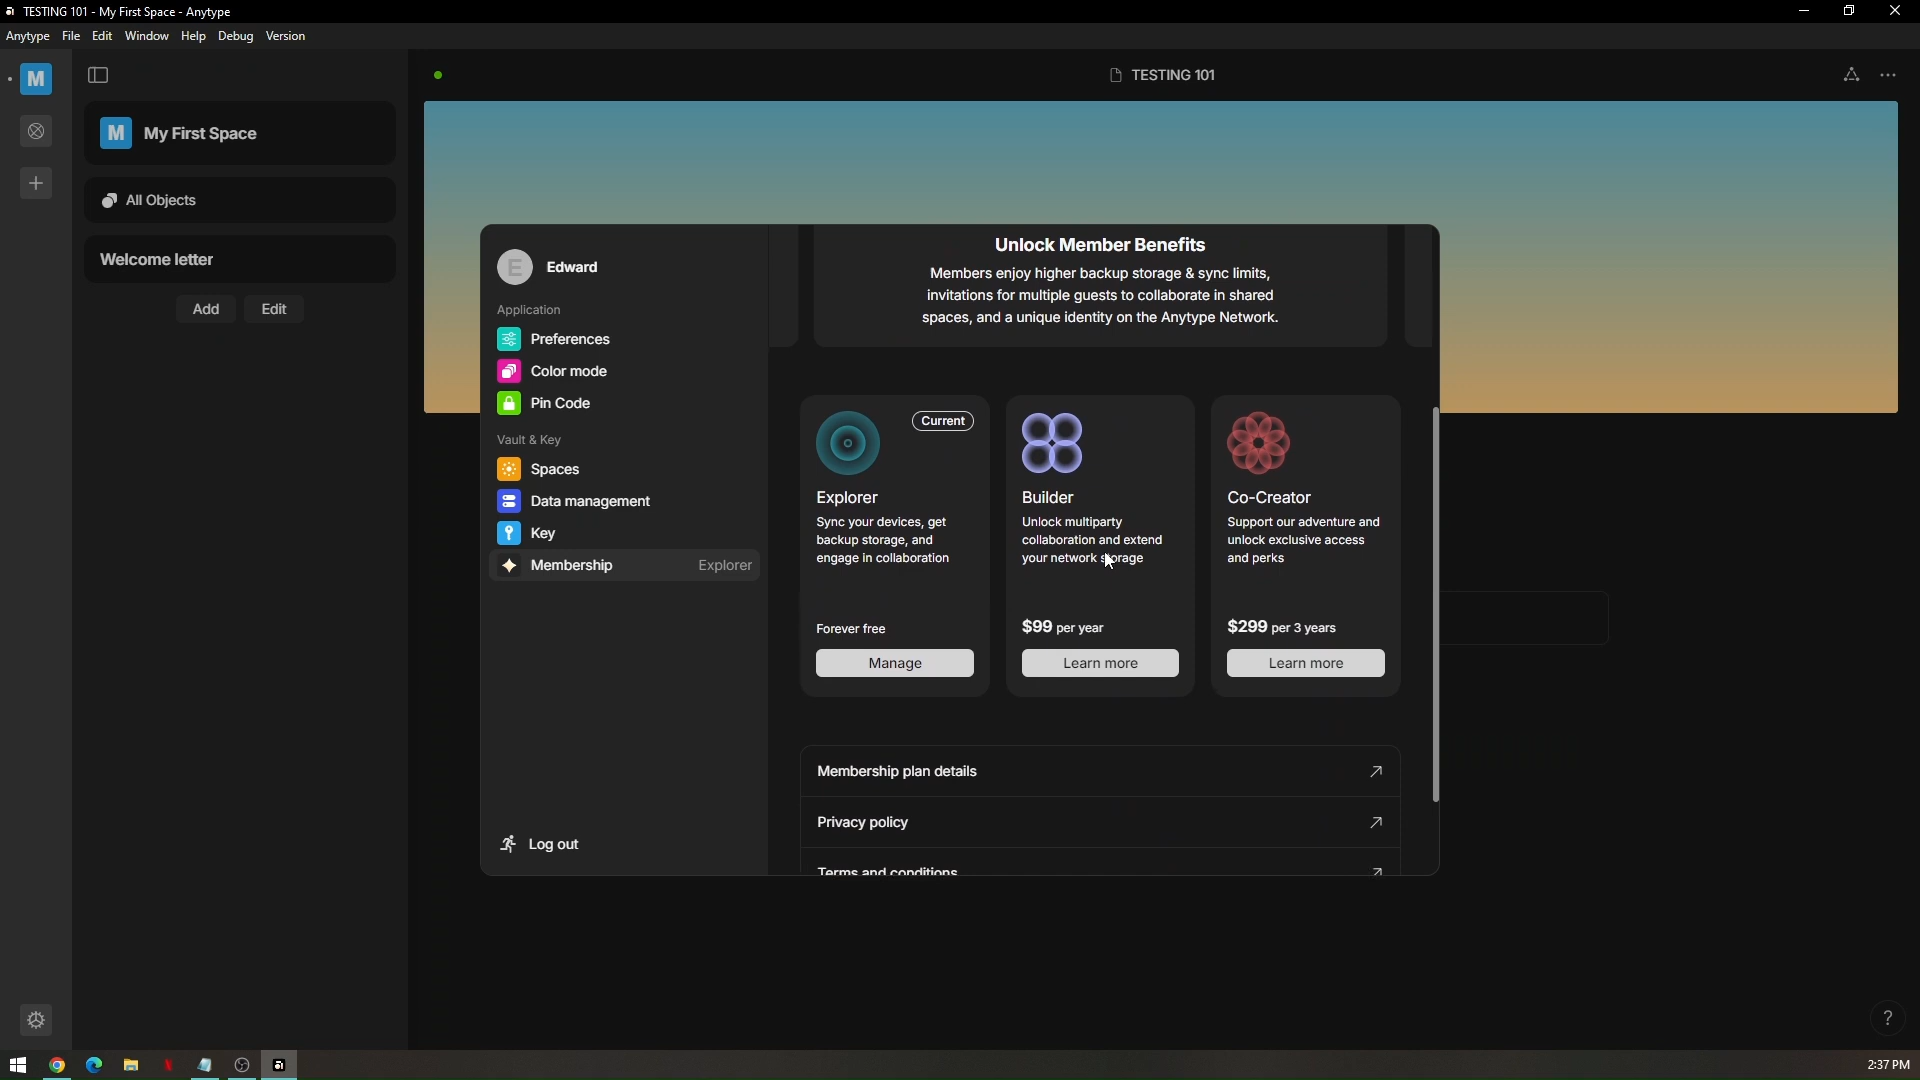 TESTING 101 - My First Space - Anytype
Anytype File Edit Window Help Debug Version
M
M My First Space
All Objects
Welcome letter
Add Edit
TESTING 101
E Edward
Application
Preferences
Color mode
Pin Code
Vault & Key
Spaces
Data management
Key
Membership Explorer
Log out
Unlock Member Benefits
Members enjoy higher backup storage & sync limits,
invitations for multiple guests to collaborate in shared
spaces, and a unique identity on the Anytype Network.
Current
Explorer
Sync your devices, get
backup storage, and
engage in collaboration
Forever free
Manage
Builder
Unlock multiparty
collaboration and extend
your network storage
$99 per year
Learn more
Co-Creator
Support our adventure and
unlock exclusive access
and perks
$299 per 3 years
Learn more
Membership plan details
Privacy policy
Terms and conditions
?
2:37 PM